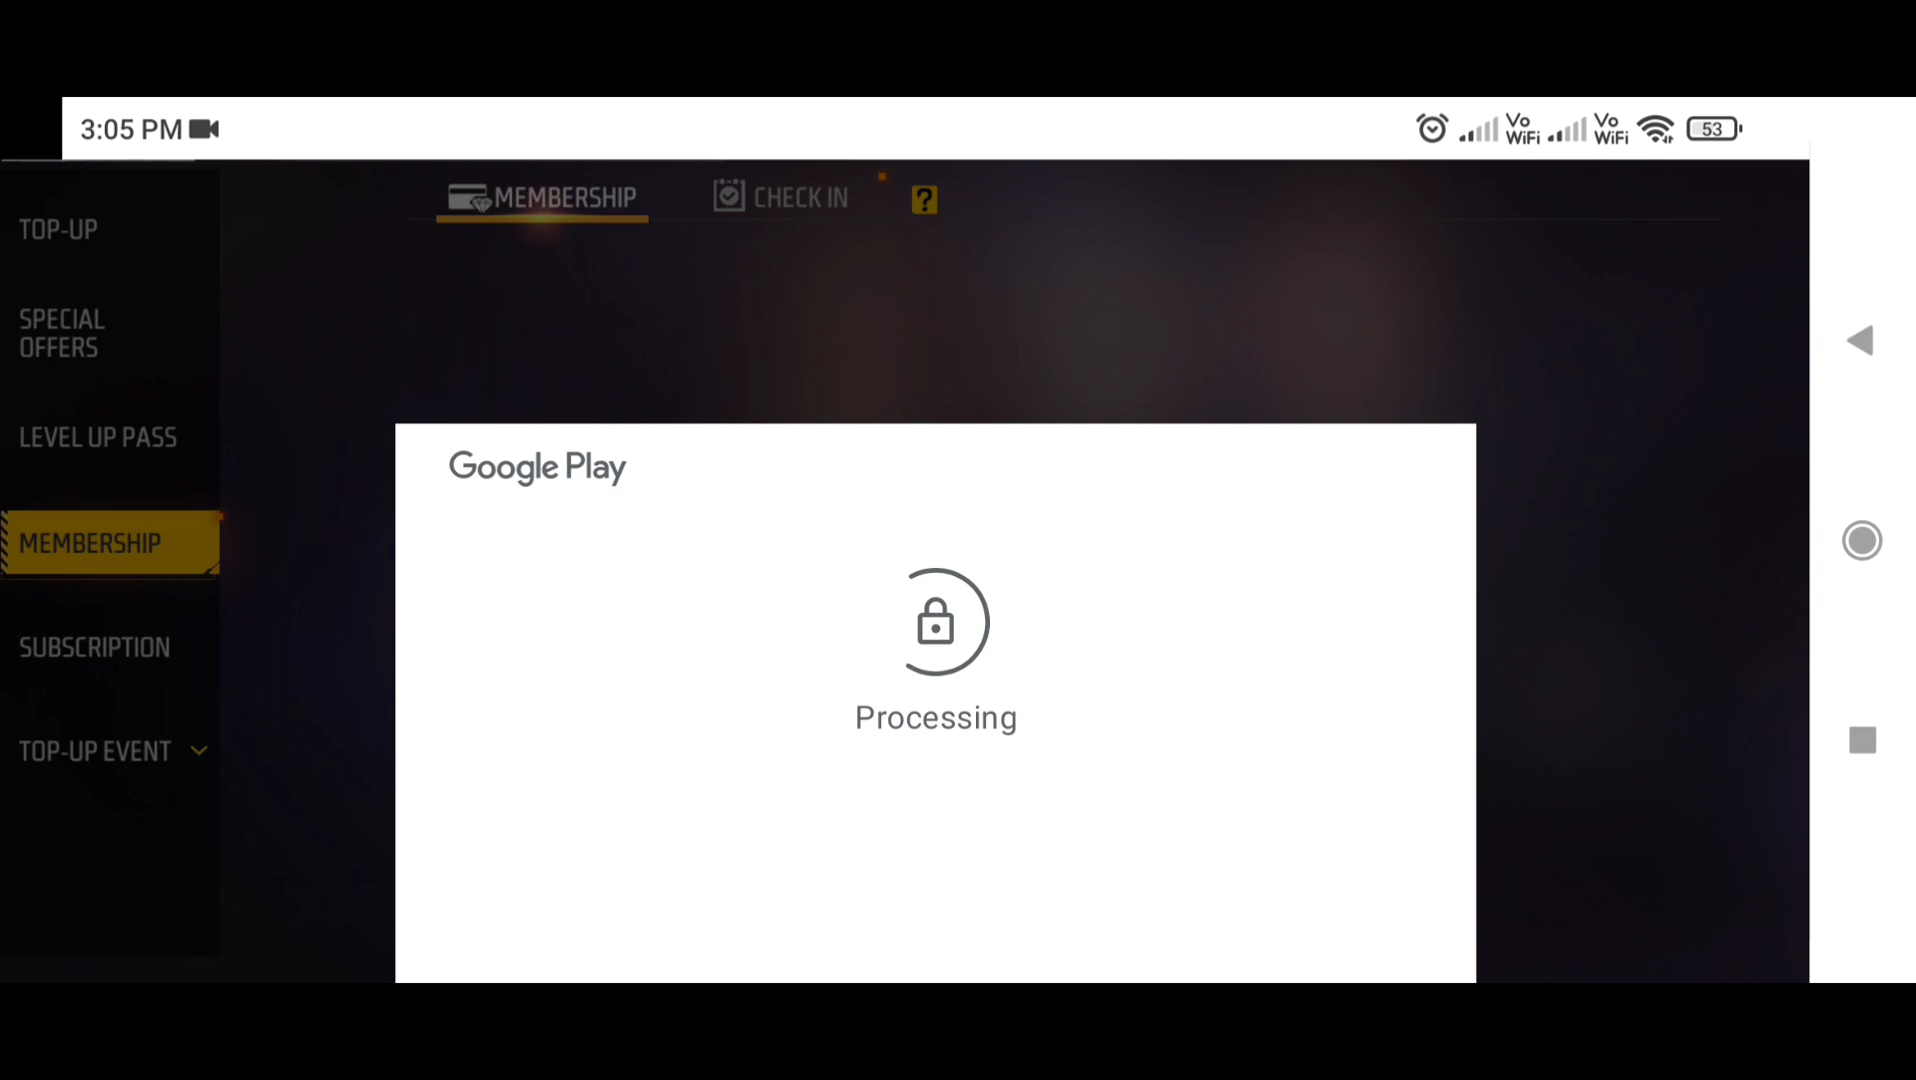 3:05 PM
Vo
WiFi
Vo
WiFi
53
TOP-UP
SPECIAL
OFFERS
LEVEL UP PASS
MEMBERSHIP
SUBSCRIPTION
TOP-UP EVENT
MEMBERSHIP
CHECK IN
?
Google Play
Processing